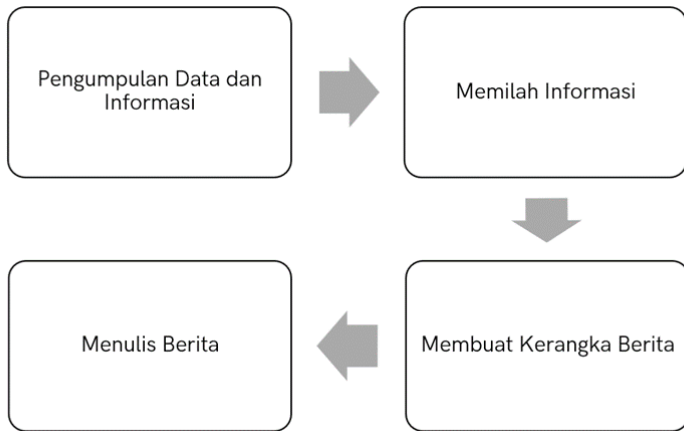 Pengumpulan Data dan
Informasi
Memilah Informasi
Membuat Kerangka Berita
Menulis Berita